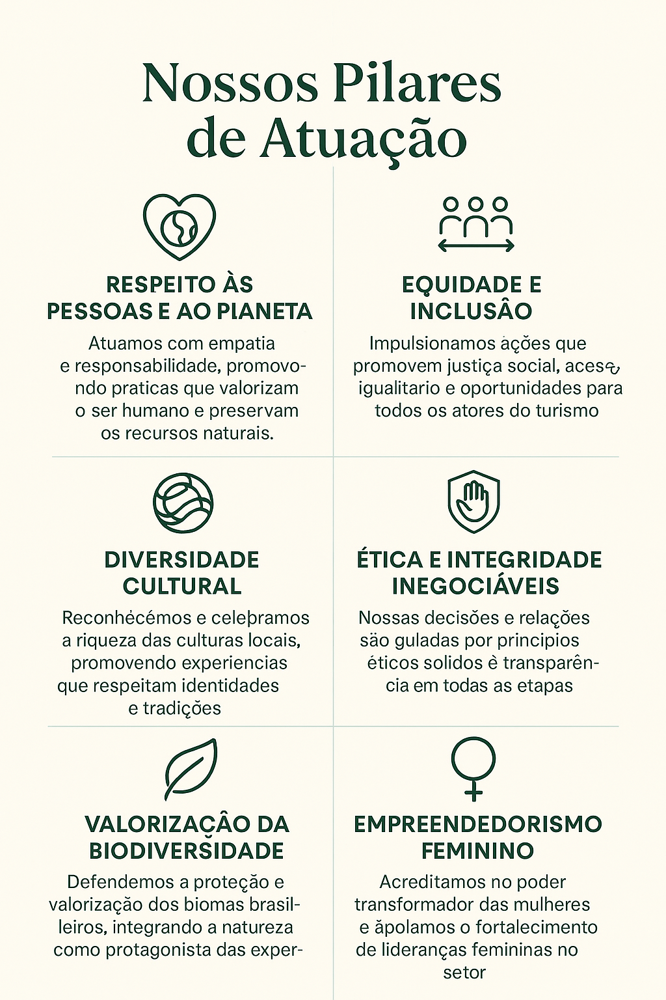 Nossos Pilares
de Atuação
RESPEITO ÀS
PESSOAS E AO PIANETA
Atuamos com empatia
e responsabilidade, promovo-
ndo praticas que valorizam
o ser humano e preservam
os recursos naturais.
EQUIDADE E
INCLUSÂO
Impulsionamos ações que
promovem justiça social,
igualitario e oportunidades para
todos os atores do turismo
DIVERSIDADE
CULTURAL
Reconhécémos e celebramos
a riqueza das culturas locais,
promovendo experiencias
que respeitam identidades
e tradições
ÉTICA E INTEGRIDADE
INEGOCIÁVEIS
Nossas decisões e relações
säo guladas por principios
éticos solidos è transparên-
cia em todas as etapas
VALORIZAÇÂO DA
BIODIVERSIDADE
Defendemos a proteção e
valorização dos biomas brasil-
leiros, integrando a natureza
como protagonista das exper-
EMPREENDEDORISMO
FEMININO
Acreditamos no poder
transformador das mulheres
e ăpolamos o fortalecimento
de lideranças femininas no
setor